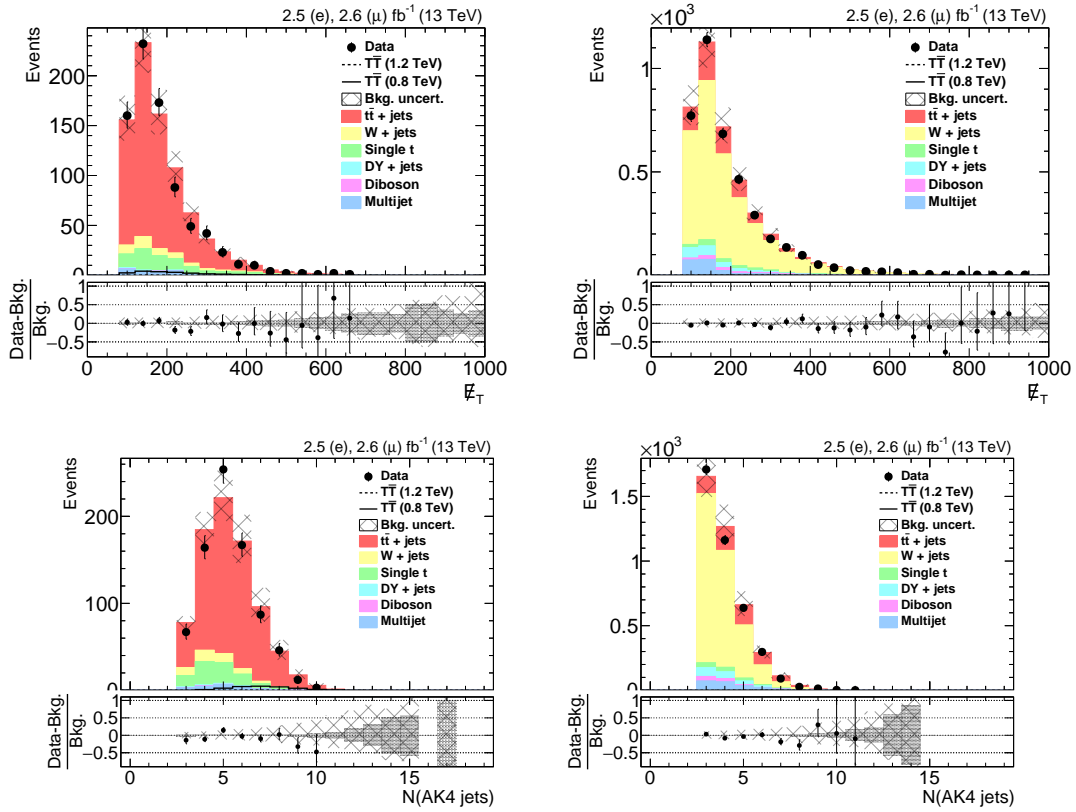 2.5 (e), 2.6 (μ) fb⁻¹ (13 TeV)
Events
250
200
150
100
50
0
Data
TT̅ (1.2 TeV)
TT̅ (0.8 TeV)
Bkg. uncert.
tt̅ + jets
W + jets
Single t
DY + jets
Diboson
Multijet
Data-Bkg.
Bkg.
1
0.5
0
−0.5
0 200 400 600 800 1000
E̸_T
×10³
2.5 (e), 2.6 (μ) fb⁻¹ (13 TeV)
Events
1
0.5
0
Data
TT̅ (1.2 TeV)
TT̅ (0.8 TeV)
Bkg. uncert.
tt̅ + jets
W + jets
Single t
DY + jets
Diboson
Multijet
Data-Bkg.
Bkg.
1
0.5
0
−0.5
0 200 400 600 800 1000
E̸_T
2.5 (e), 2.6 (μ) fb⁻¹ (13 TeV)
Events
200
100
0
Data
TT̅ (1.2 TeV)
TT̅ (0.8 TeV)
Bkg. uncert.
tt̅ + jets
W + jets
Single t
DY + jets
Diboson
Multijet
Data-Bkg.
Bkg.
1
0.5
0
−0.5
0 5 10 15
N(AK4 jets)
×10³
2.5 (e), 2.6 (μ) fb⁻¹ (13 TeV)
Events
1.5
1
0.5
0
Data
TT̅ (1.2 TeV)
TT̅ (0.8 TeV)
Bkg. uncert.
tt̅ + jets
W + jets
Single t
DY + jets
Diboson
Multijet
Data-Bkg.
Bkg.
1
0.5
0
−0.5
0 5 10 15
N(AK4 jets)